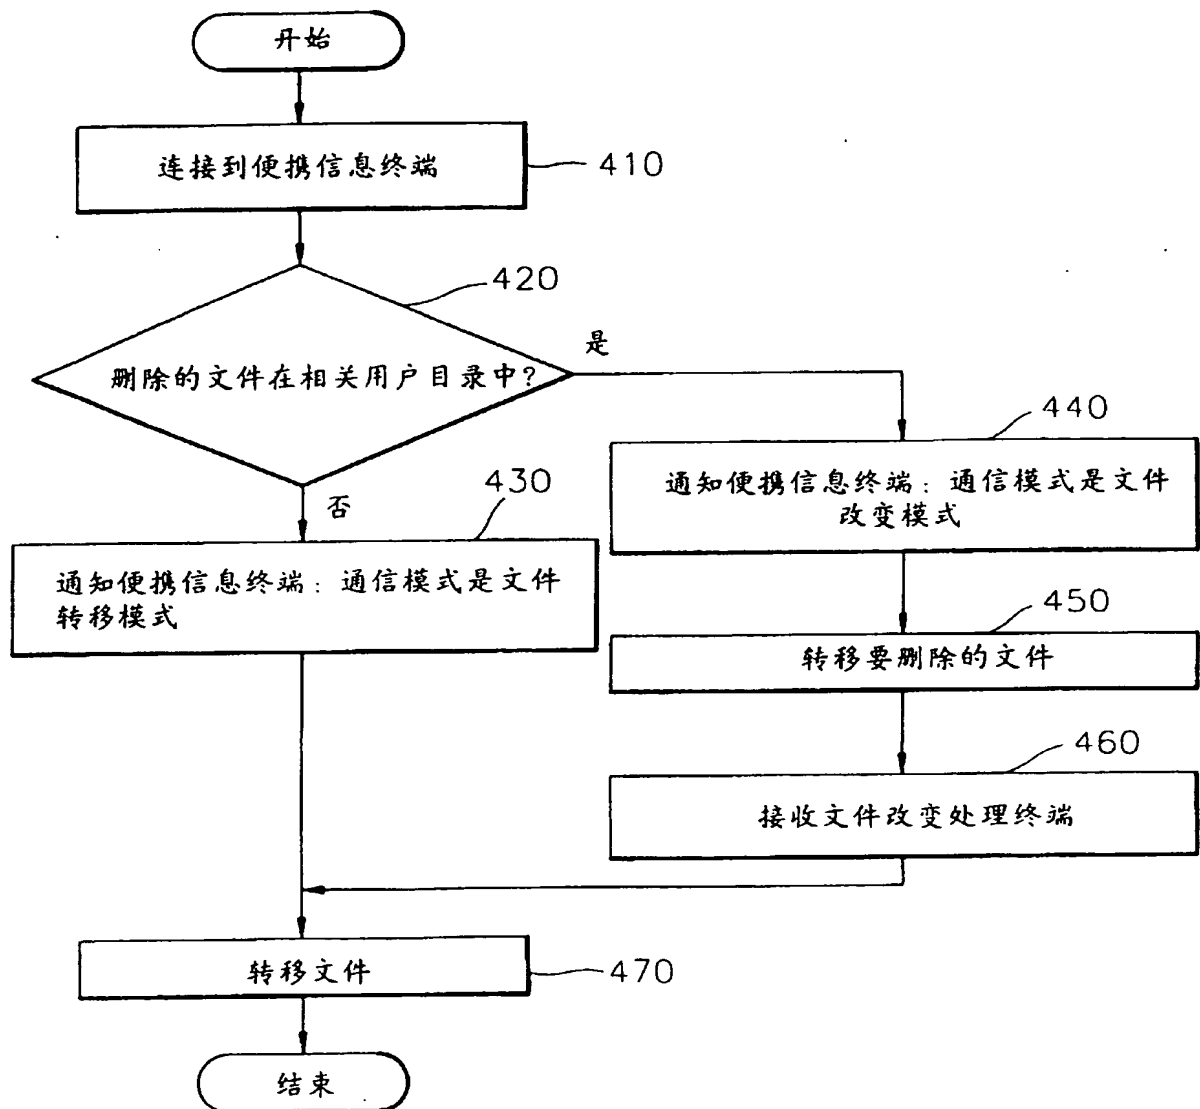 开始
连接到便携信息终端
410
420
删除的文件在相关用户目录中?
是
否
430
通知便携信息终端:通信模式是文件
转移模式
440
通知便携信息终端:通信模式是文件
改变模式
450
转移要删除的文件
460
接收文件改变处理终端
转移文件
470
结束